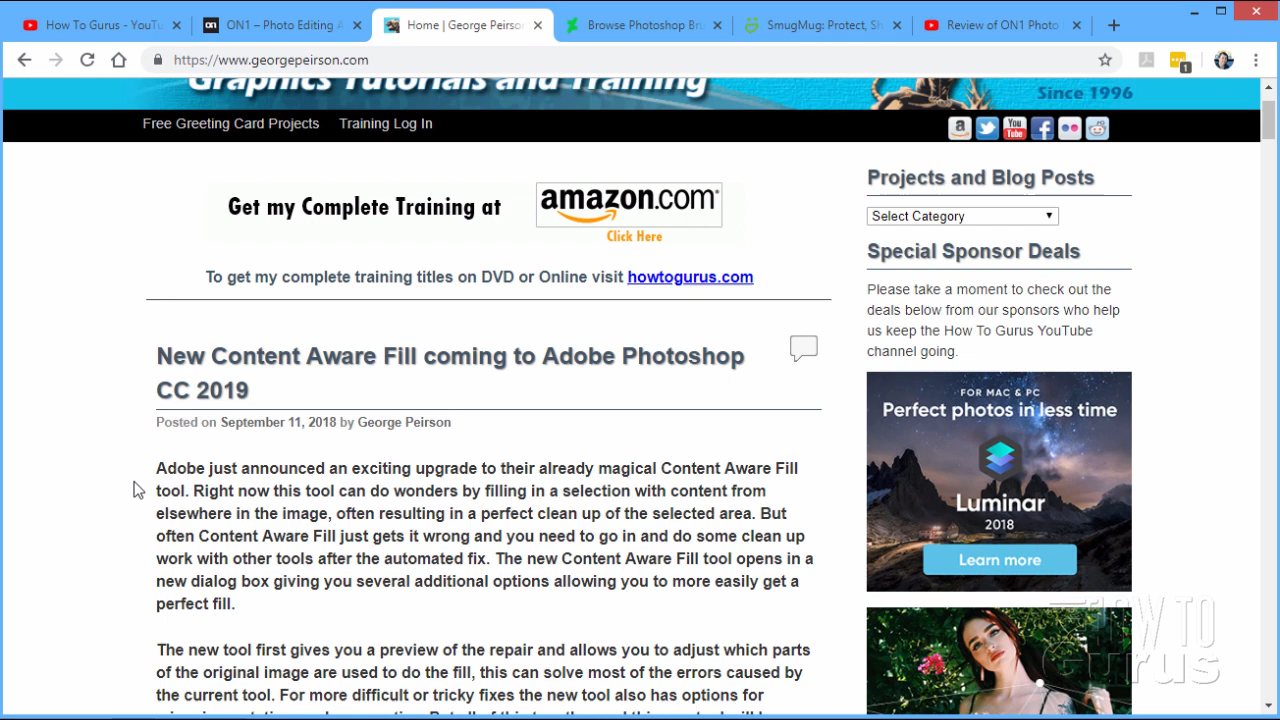 How To Gurus - YouTu
ON1 – Photo Editing A
Home | George Peirso
Browse Photoshop Bru
SmugMug: Protect, Sh
Review of ON1 Photo
https://www.georgepeirson.com
1
Graphics Tutorials and Training
Since 1996
Free Greeting Card Projects
Training Log In
a
You
Tube
Get my Complete Training at
amazon.com
Click Here
To get my complete training titles on DVD or Online visit howtogurus.com
New Content Aware Fill coming to Adobe Photoshop
CC 2019
Posted on September 11, 2018 by George Peirson
Adobe just announced an exciting upgrade to their already magical Content Aware Fill
tool. Right now this tool can do wonders by filling in a selection with content from
elsewhere in the image, often resulting in a perfect clean up of the selected area. But
often Content Aware Fill just gets it wrong and you need to go in and do some clean up
work with other tools after the automated fix. The new Content Aware Fill tool opens in a
new dialog box giving you several additional options allowing you to more easily get a
perfect fill.
The new tool first gives you a preview of the repair and allows you to adjust which parts
of the original image are used to do the fill, this can solve most of the errors caused by
the current tool. For more difficult or tricky fixes the new tool also has options for
Projects and Blog Posts
Select Category
Special Sponsor Deals
Please take a moment to check out the
deals below from our sponsors who help
us keep the How To Gurus YouTube
channel going.
FOR MAC & PC
Perfect photos in less time
Luminar
2018
Learn more
HOW TO
Gurus